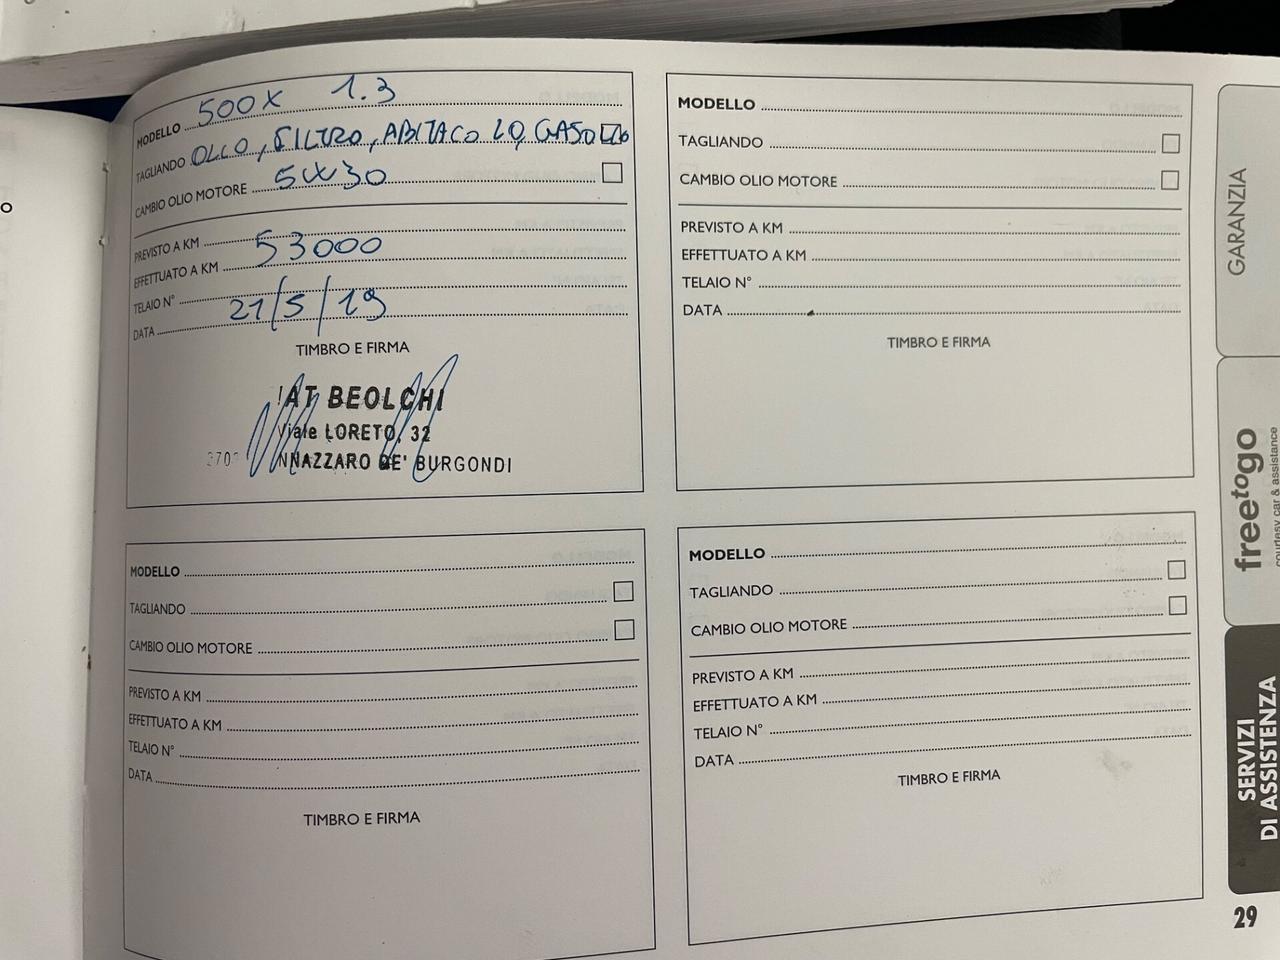 MODELLO 500X 1.3
TAGLIANDO OLIO, FILTRO, ABITACOLO, GASOLIO
CAMBIO OLIO MOTORE 5W30
PREVISTO A KM
EFFETTUATO A KM 53000
TELAIO N°
DATA 21/5/19
TIMBRO E FIRMA
IAT BEOLCHI
Viale LORETO, 32
270 NNAZZARO DE' BURGONDI
MODELLO
TAGLIANDO
CAMBIO OLIO MOTORE
PREVISTO A KM
EFFETTUATO A KM
TELAIO N°
DATA
TIMBRO E FIRMA
MODELLO
TAGLIANDO
CAMBIO OLIO MOTORE
PREVISTO A KM
EFFETTUATO A KM
TELAIO N°
DATA
TIMBRO E FIRMA
MODELLO
TAGLIANDO
CAMBIO OLIO MOTORE
PREVISTO A KM
EFFETTUATO A KM
TELAIO N°
DATA
TIMBRO E FIRMA
GARANZIA
freetogo
courtesy car & assistance
SERVIZI
DI ASSISTENZA
29
O